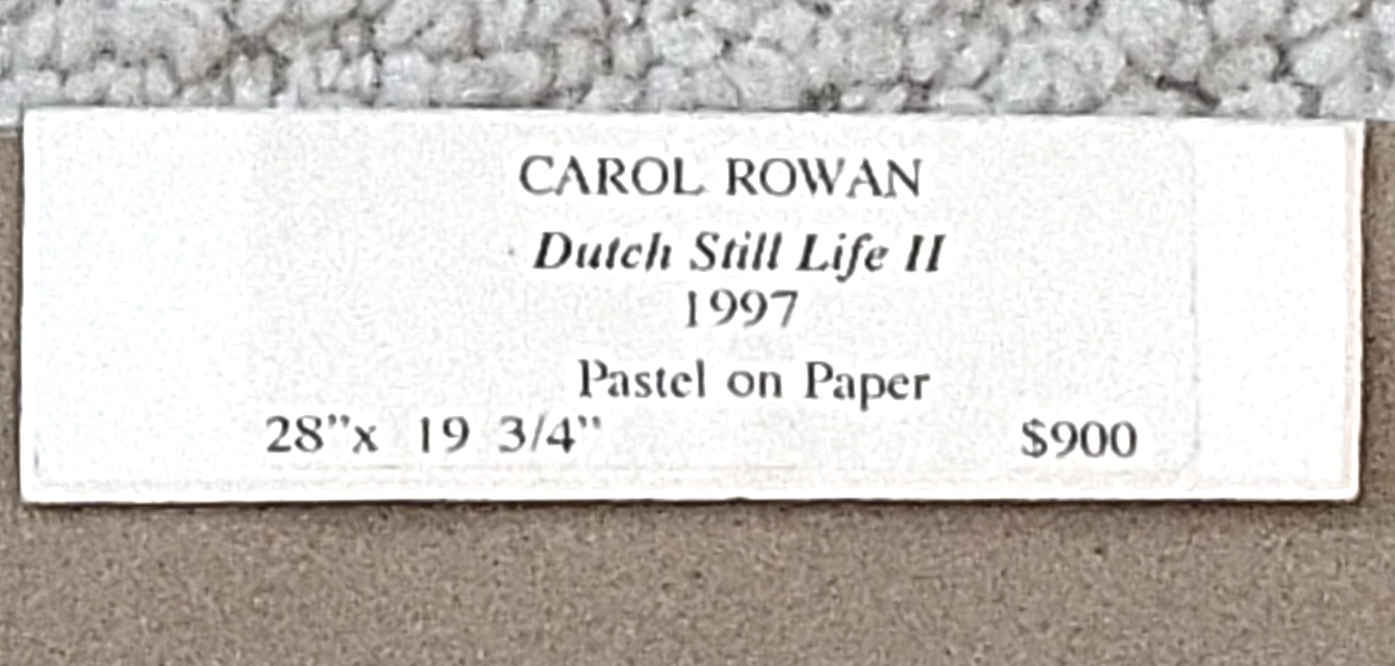 CAROL ROWAN
Dutch Still Life II
1997
Pastel on Paper
28”x 19 3/4" $900